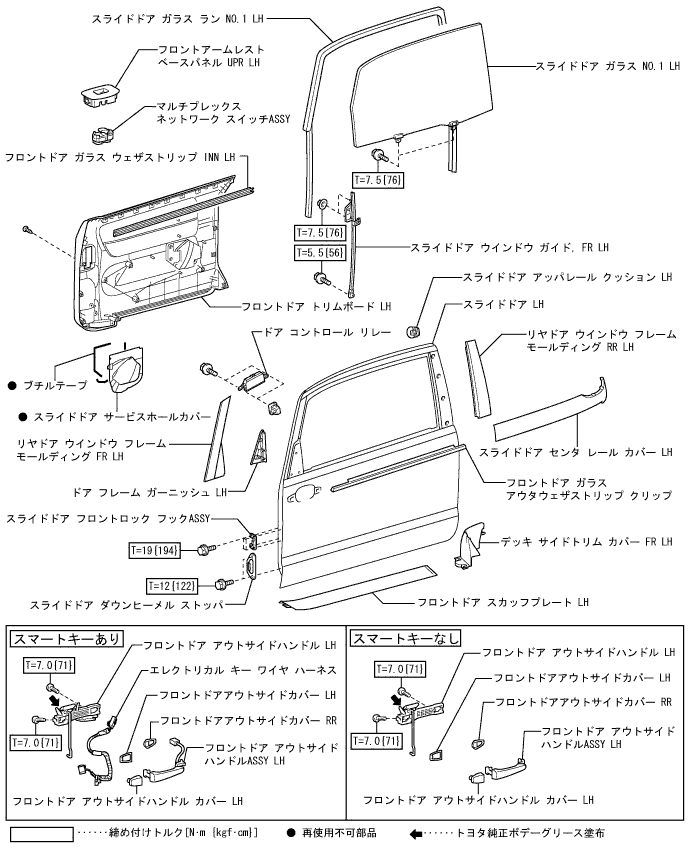 スライドドア ガラス ラン NO.1 LH
フロントアームレスト
ベースパネル UPR LH
スライドドア ガラス NO.1 LH
マルチプレックス
ネットワーク スイッチASSY
フロントドア ガラス ウェザストリップ INN LH
T=7.5{76}
T=7.5{76}
T=5.5{56}
スライドドア ウインドウ ガイド, FR LH
スライドドア アッパレール クッション LH
フロントドア トリムボード LH
スライドドア LH
ドア コントロール リレー
リヤドア ウインドウ フレーム
モールディング RR LH
● ブチルテープ
● スライドドア サービスホールカバー
リヤドア ウインドウ フレーム
モールディング FR LH
スライドドア センタ レール カバー LH
ドア フレーム ガーニッシュ LH
フロントドア ガラス
アウタウェザストリップ クリップ
スライドドア フロントロック フックASSY
T=19{194}
デッキ サイドトリム カバー FR LH
T=12{122}
スライドドア ダウンヒーメル ストッパ
フロントドア スカッフプレート LH
スマートキーあり
フロントドア アウトサイドハンドル LH
T=7.0{71}
エレクトリカル キー ワイヤ ハーネス
フロントドアアウトサイドカバー LH
フロントドアアウトサイドカバー RR
T=7.0{71}
フロントドア アウトサイド
ハンドルASSY LH
フロントドア アウトサイドハンドル カバー LH
スマートキーなし
フロントドア アウトサイドハンドル LH
T=7.0{71}
フロントドアアウトサイドカバー LH
フロントドアアウトサイドカバー RR
T=7.0{71}
フロントドア アウトサイド
ハンドルASSY LH
フロントドア アウトサイドハンドル カバー LH
……締め付けトルク[N·m {kgf·cm}] ● 再使用不可部品 ……トヨタ純正ボデーグリース塗布